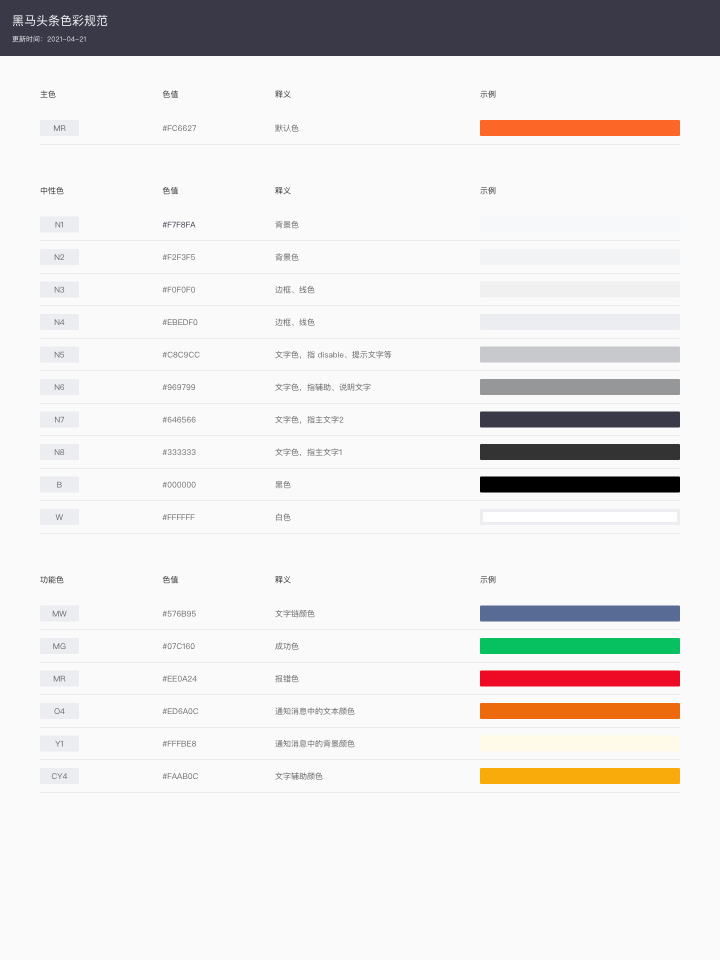 黑马头条色彩规范
更新时间：2021-04-21
主色 色值 释义 示例
MR #FC6627 默认色
中性色 色值 释义 示例
N1 #F7F8FA 背景色
N2 #F2F3F5 背景色
N3 #F0F0F0 边框、线色
N4 #EBEDF0 边框、线色
N5 #C8C9CC 文字色，指 disable、提示文字等
N6 #969799 文字色，指辅助、说明文字
N7 #646566 文字色，指主文字2
N8 #333333 文字色，指主文字1
B #000000 黑色
W #FFFFFF 白色
功能色 色值 释义 示例
MW #576B95 文字链颜色
MG #07C160 成功色
MR #EE0A24 报错色
O4 #ED6A0C 通知消息中的文本颜色
Y1 #FFFBE8 通知消息中的背景颜色
CY4 #FAAB0C 文字辅助颜色